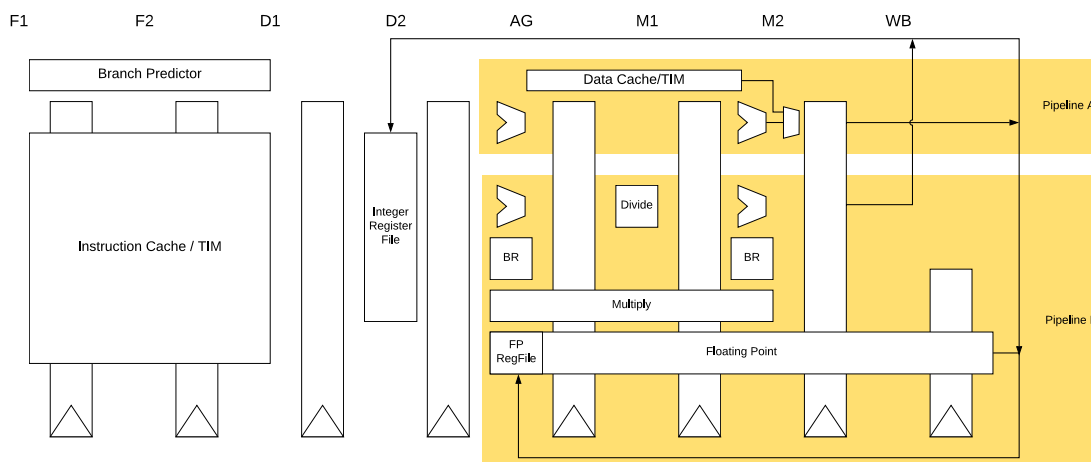 F1 F2 D1 D2 AG M1 M2 WB
Branch Predictor
Data Cache/TIM
Pipeline A
Integer
Register
File
Divide
Instruction Cache / TIM
BR
BR
Multiply
Pipeline
FP
RegFile
Floating Point